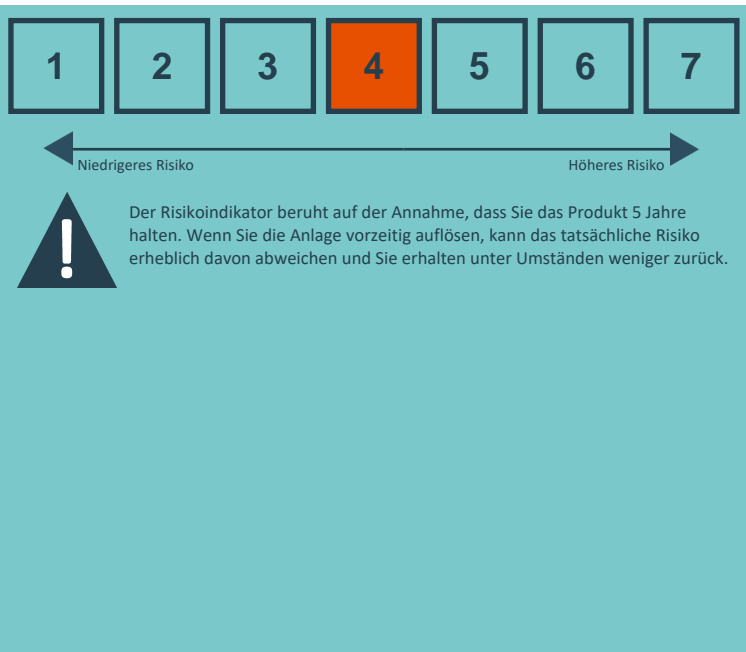 1 2 3 4 5 6 7
Niedrigeres Risiko Höheres Risiko
!
Der Risikoindikator beruht auf der Annahme, dass Sie das Produkt 5 Jahre
halten. Wenn Sie die Anlage vorzeitig auflösen, kann das tatsächliche Risiko
erheblich davon abweichen und Sie erhalten unter Umständen weniger zurück.